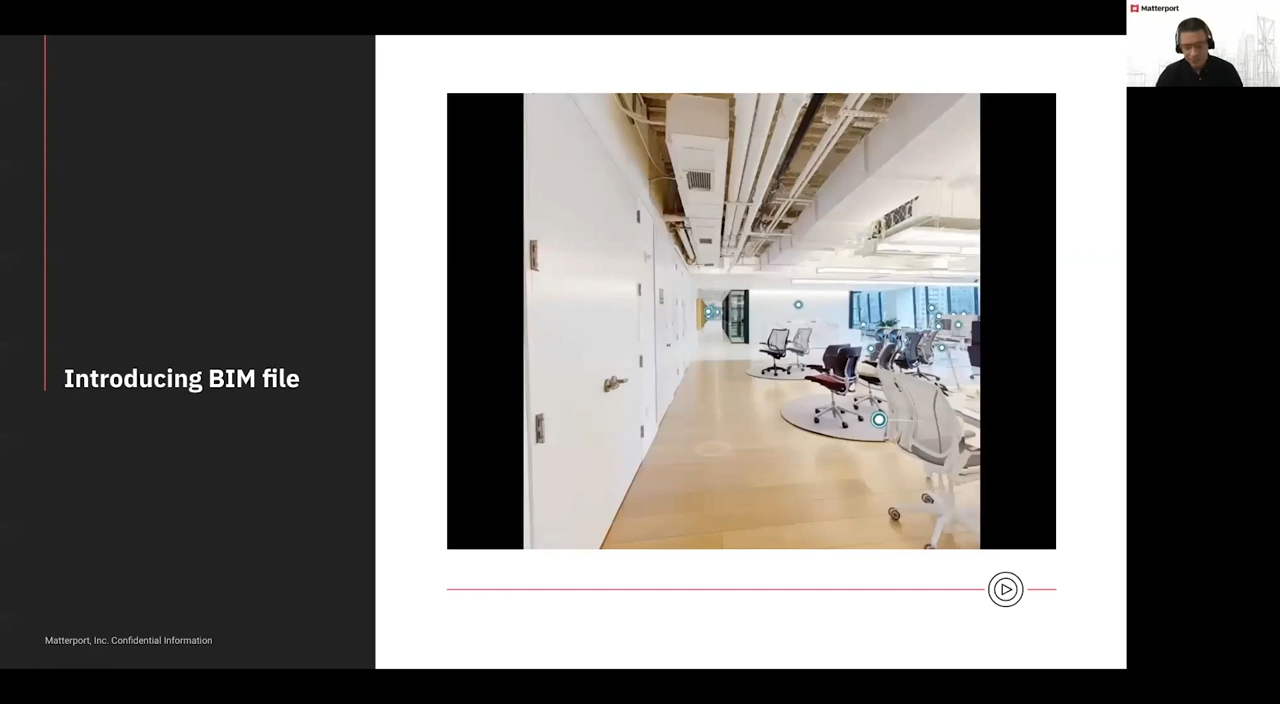 Matterport
Introducing BIM file
Matterport, Inc. Confidential Information